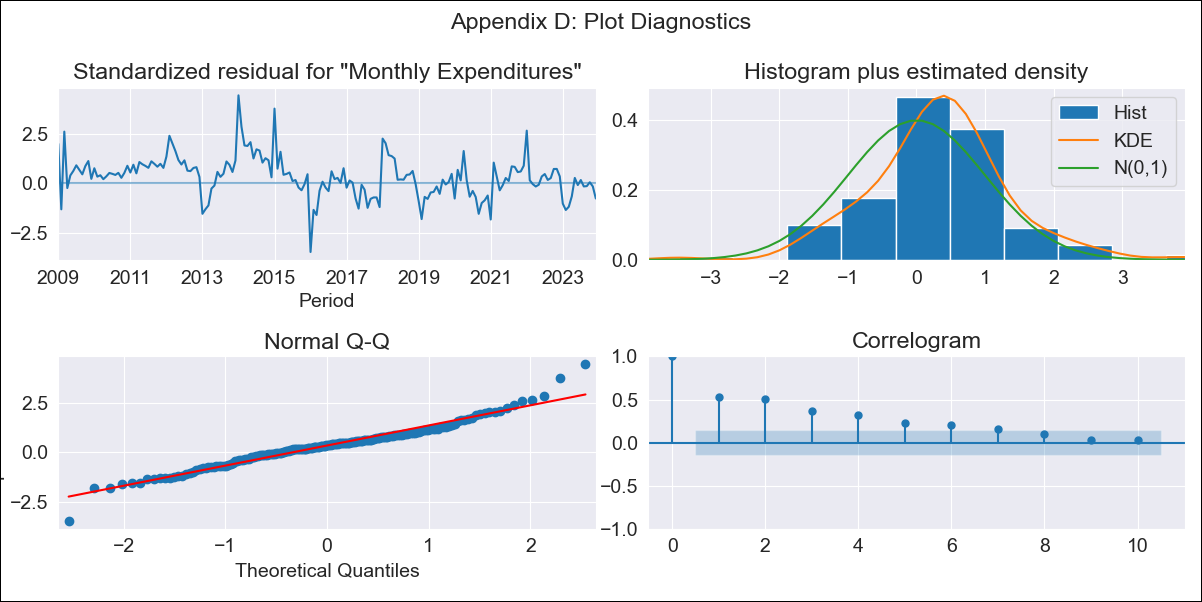 Appendix D: Plot Diagnostics
Standardized residual for "Monthly Expenditures"
2.5
0.0
−2.5
2009 2011 2013 2015 2017 2019 2021 2023
Period
Histogram plus estimated density
Hist
KDE
N(0,1)
0.4
0.2
0.0
−3 −2 −1 0 1 2 3
Normal Q-Q
2.5
0.0
−2.5
−2 −1 0 1 2
Theoretical Quantiles
Correlogram
1.0
0.5
0.0
−0.5
−1.0
0 2 4 6 8 10